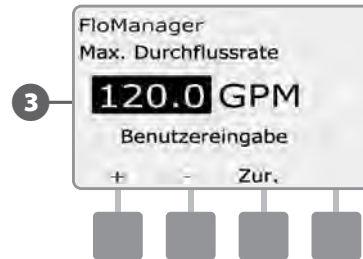 FloManager
Max. Durchflussrate
3
120.0 GPM
Benutzereingabe
+ - Zur.